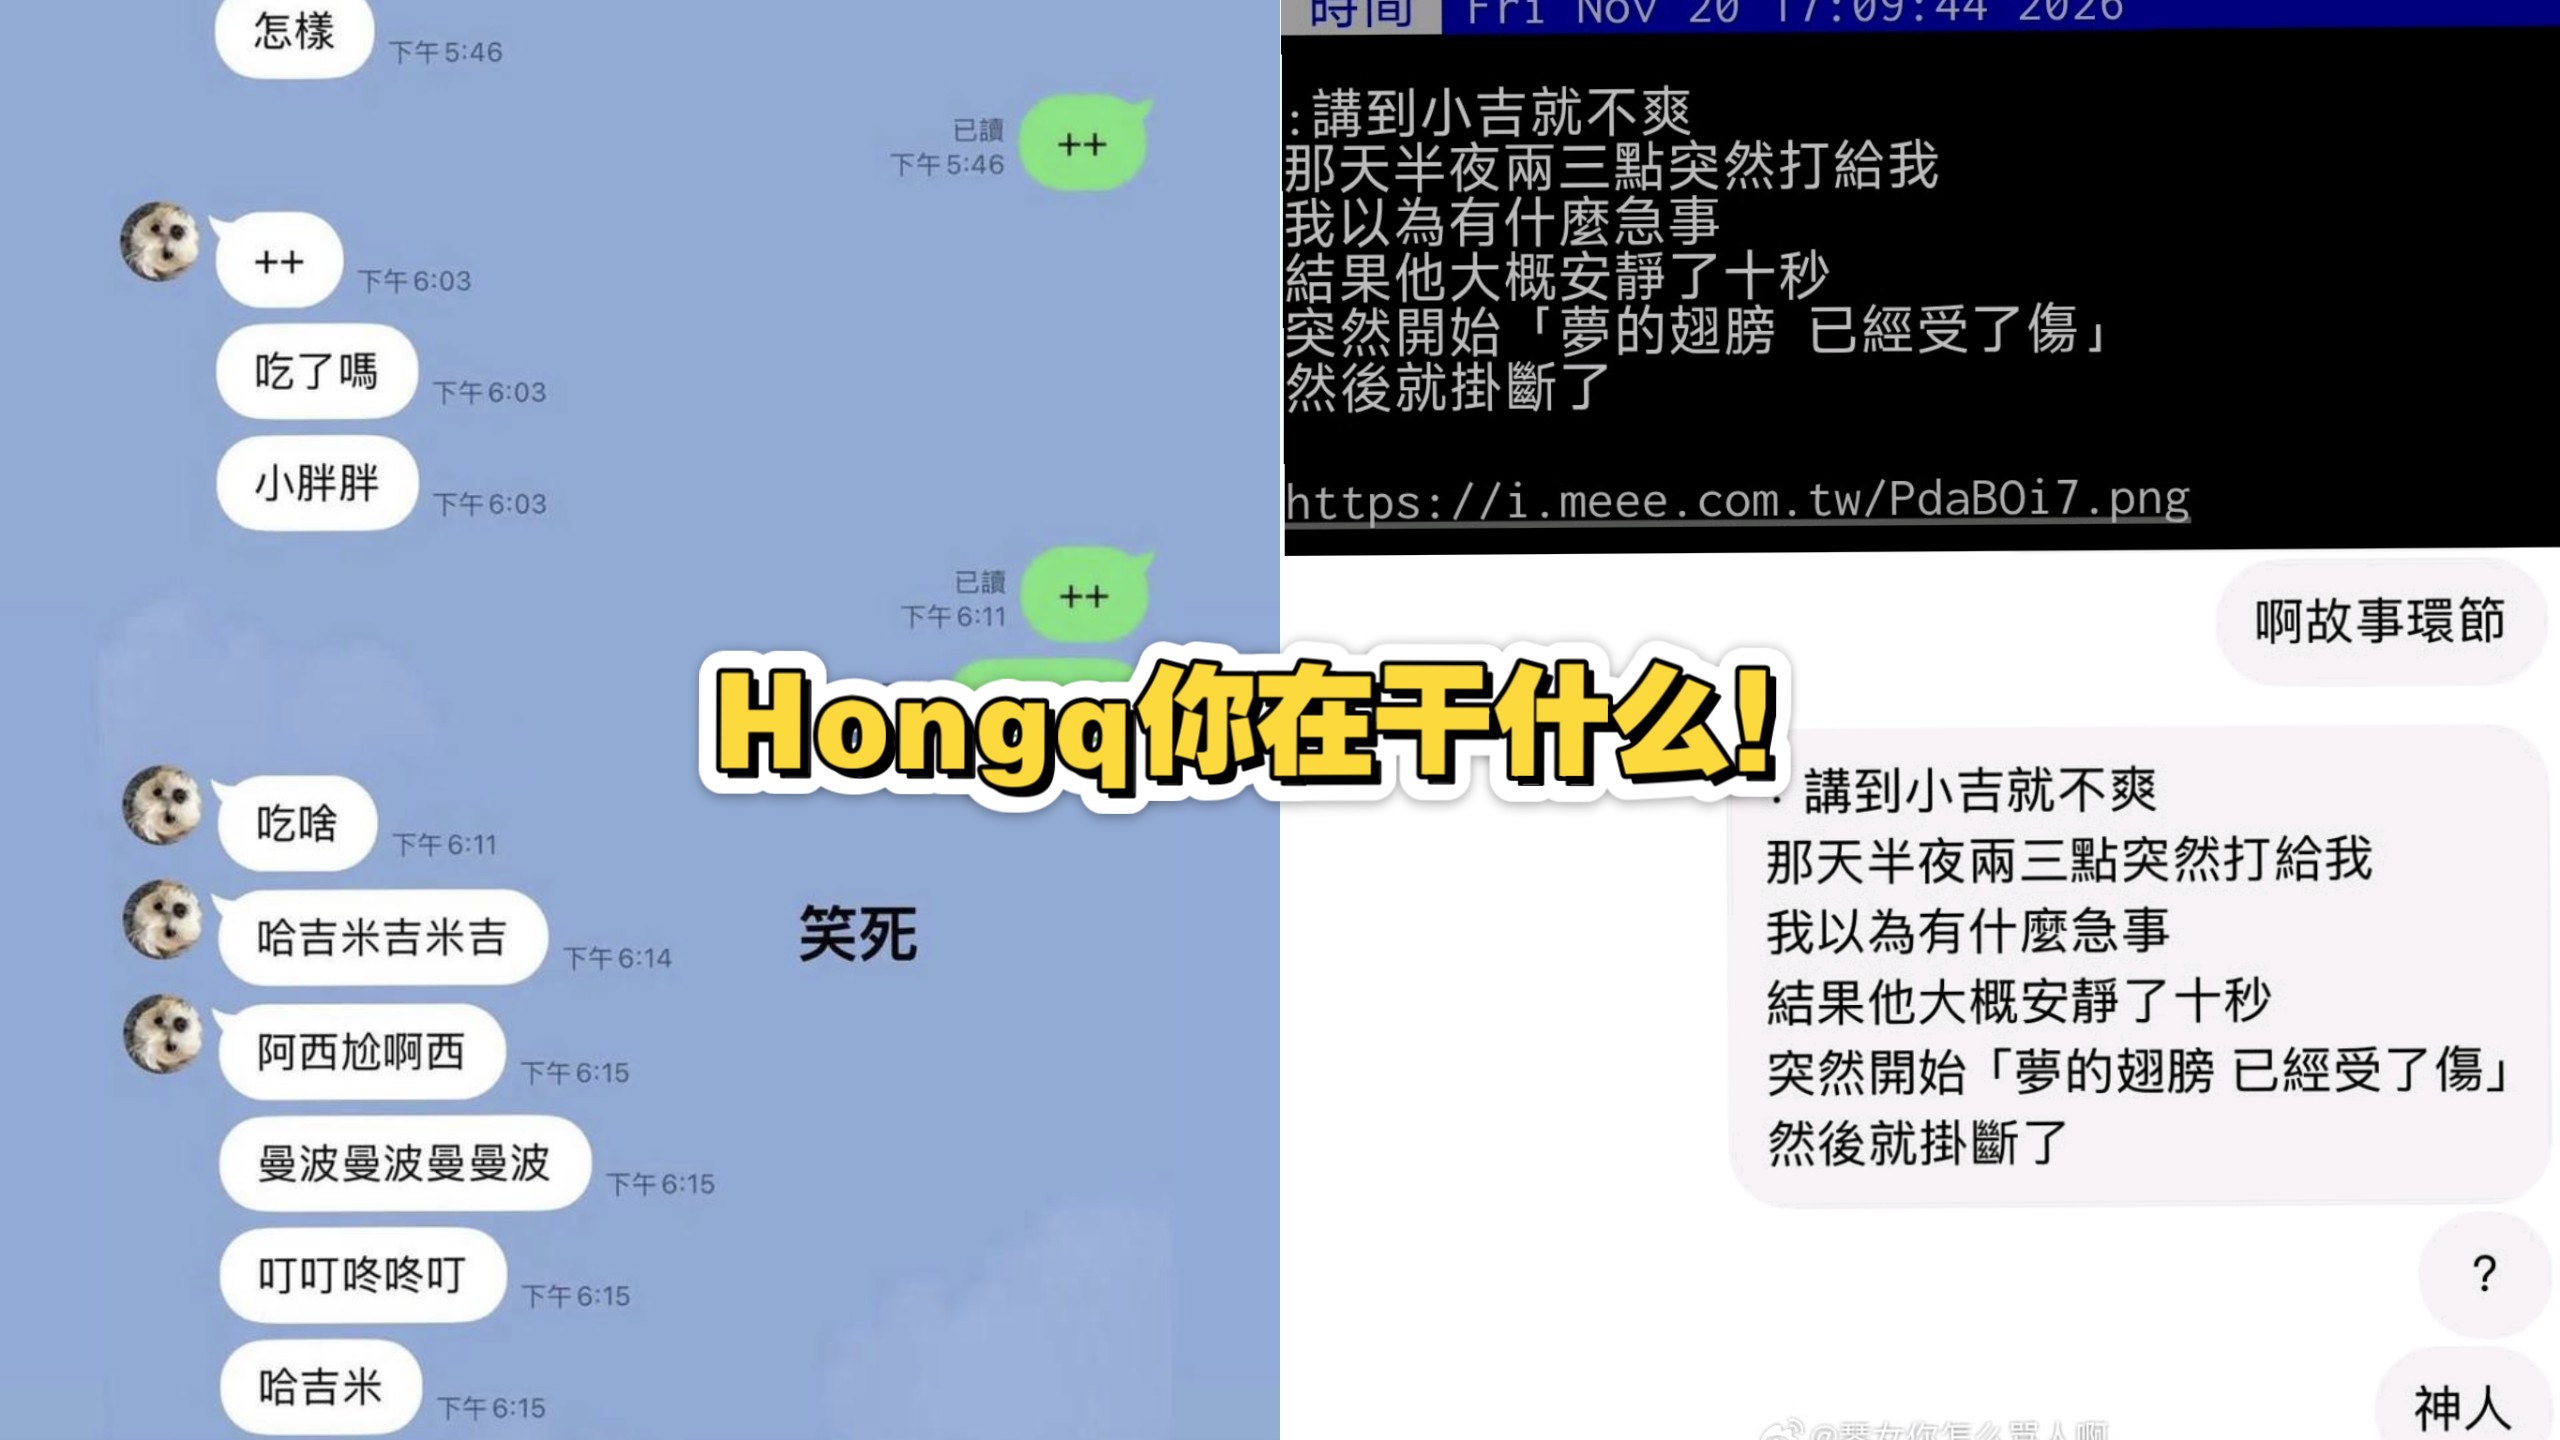 怎樣
下午5:46
已讀
下午5:46
++
++
下午6:03
吃了嗎
下午6:03
小胖胖
下午6:03
已讀
下午6:11
++
吃啥
下午6:11
哈吉米吉米吉
下午6:14
笑死
阿西尬啊西
下午6:15
曼波曼波曼曼波
下午6:15
叮叮咚咚叮
下午6:15
哈吉米
下午6:15
Hongq你在干什么!
時間 Fri Nov 20 17:09:44 2026
:講到小吉就不爽
那天半夜兩三點突然打給我
我以為有什麼急事
結果他大概安靜了十秒
突然開始「夢的翅膀 已經受了傷」
然後就掛斷了
https://i.meee.com.tw/PdaBOi7.png
啊故事環節
:講到小吉就不爽
那天半夜兩三點突然打給我
我以為有什麼急事
結果他大概安靜了十秒
突然開始「夢的翅膀 已經受了傷」
然後就掛斷了
?
神人